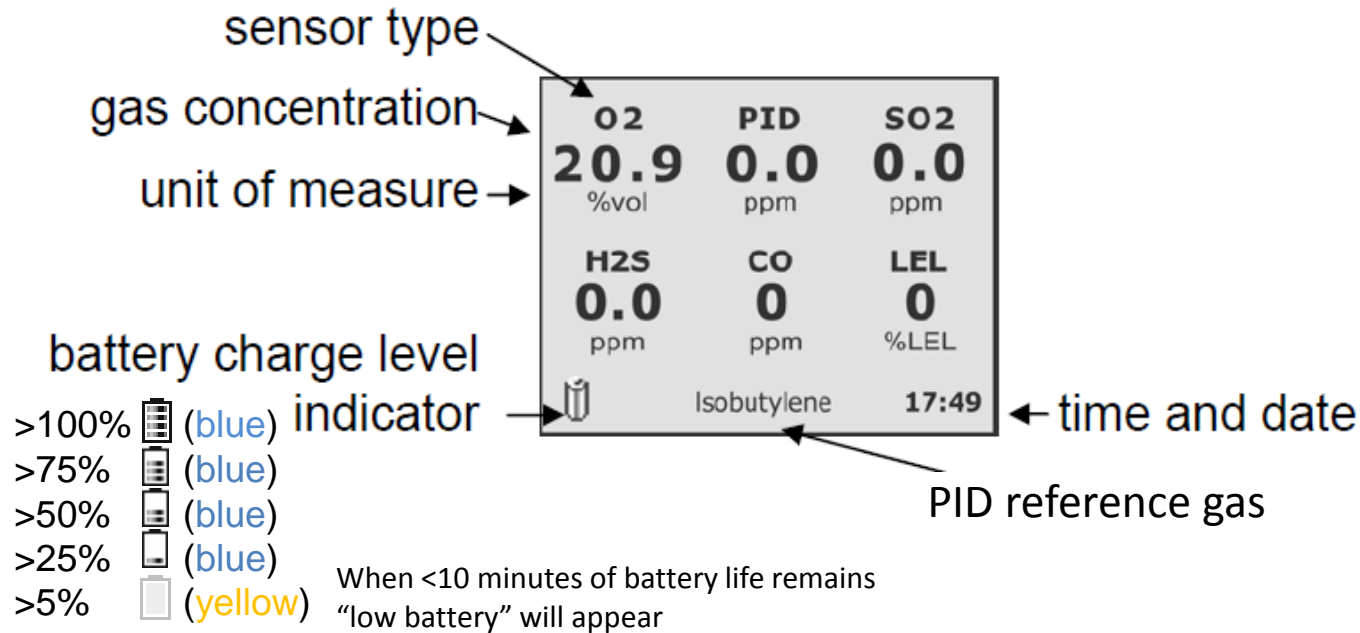 sensor type
gas concentration
unit of measure
O2 PID SO2
20.9 0.0 0.0
%vol ppm ppm
H2S CO LEL
0.0 0 0
ppm ppm %LEL
Isobutylene 17:49
battery charge level
indicator
time and date
PID reference gas
>100% (blue)
>75% (blue)
>50% (blue)
>25% (blue)
>5% (yellow)
When <10 minutes of battery life remains
“low battery” will appear